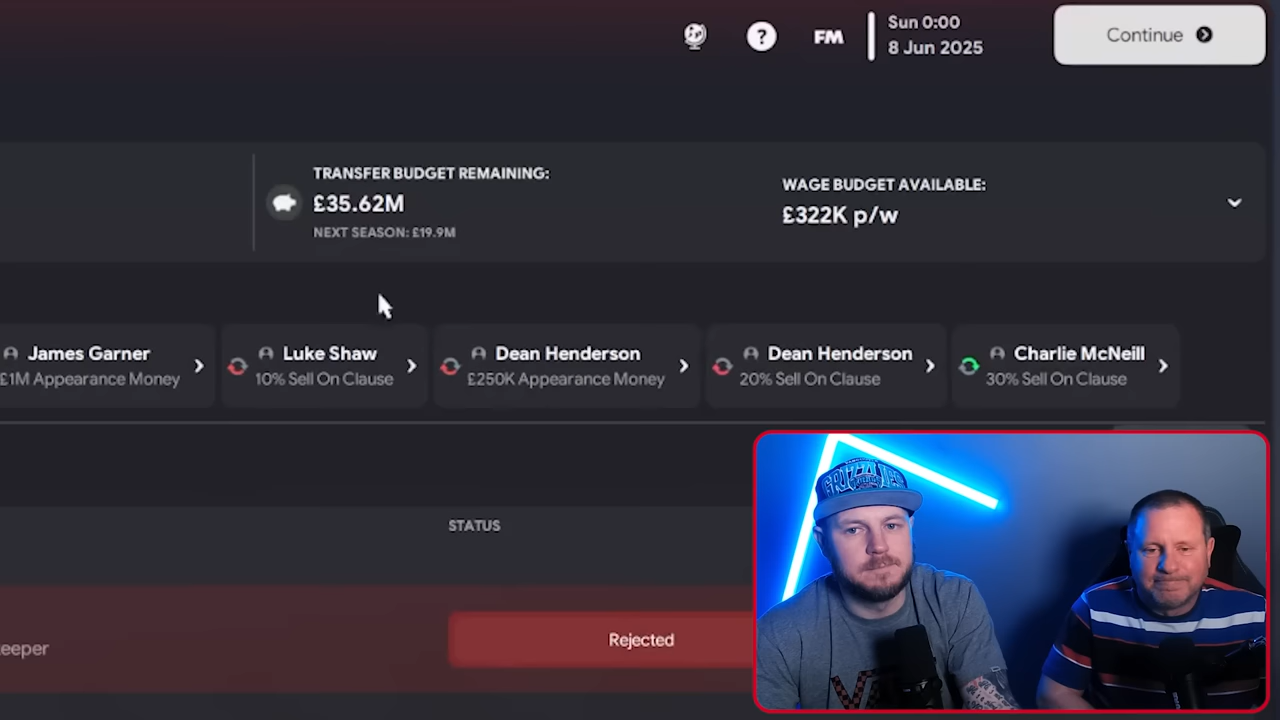 Sun 0:00
FM
8 Jun 2025
Continue
TRANSFER BUDGET REMAINING:
£35.62M
NEXT SEASON: £19.9M
WAGE BUDGET AVAILABLE:
£322K p/w
James Garner
£1M Appearance Money
Luke Shaw
10% Sell On Clause
Dean Henderson
£250K Appearance Money
Dean Henderson
20% Sell On Clause
Charlie McNeill
30% Sell On Clause
STATUS
eeper
Rejected
GRIZZLIES